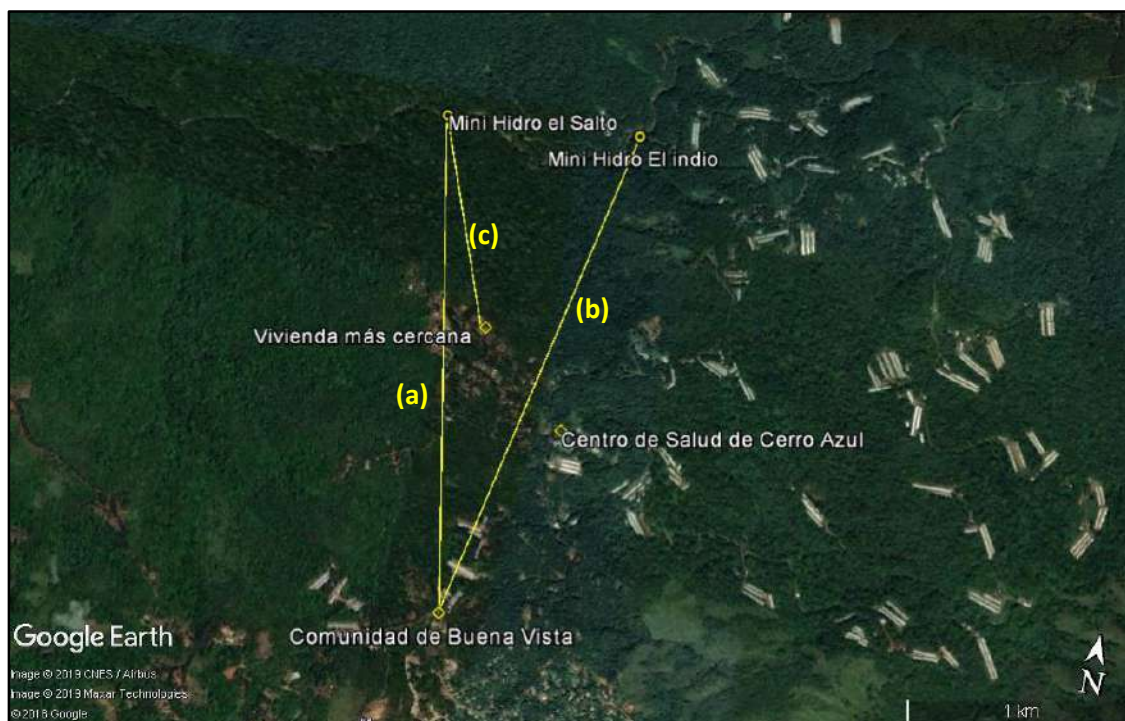 Mini Hidro el Salto
Mini Hidro El indio
(c)
(b)
Vivienda más cercana
(a)
Centro de Salud de Cerro Azul
Comunidad de Buena Vista
Google Earth
Image © 2019 CNES / Airbus
Image © 2019 Maxar Technologies
© 2018 Google
N
1 km